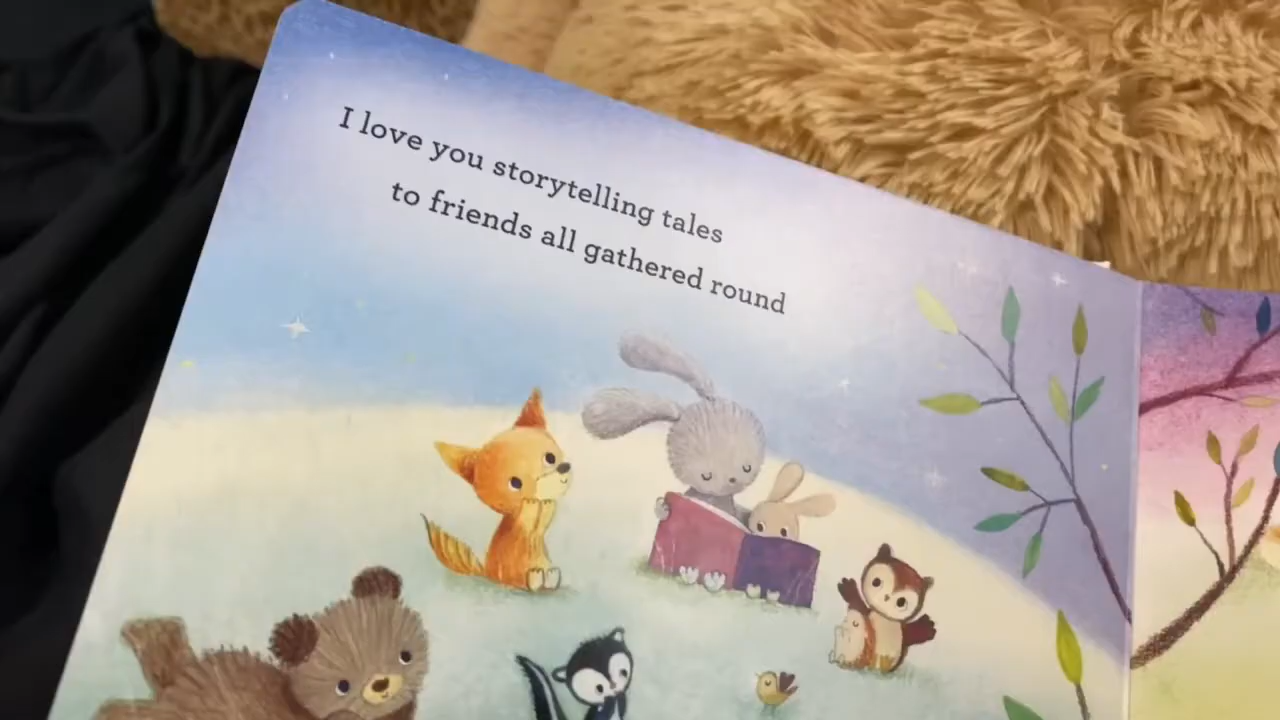 I love you storytelling tales
to friends all gathered round